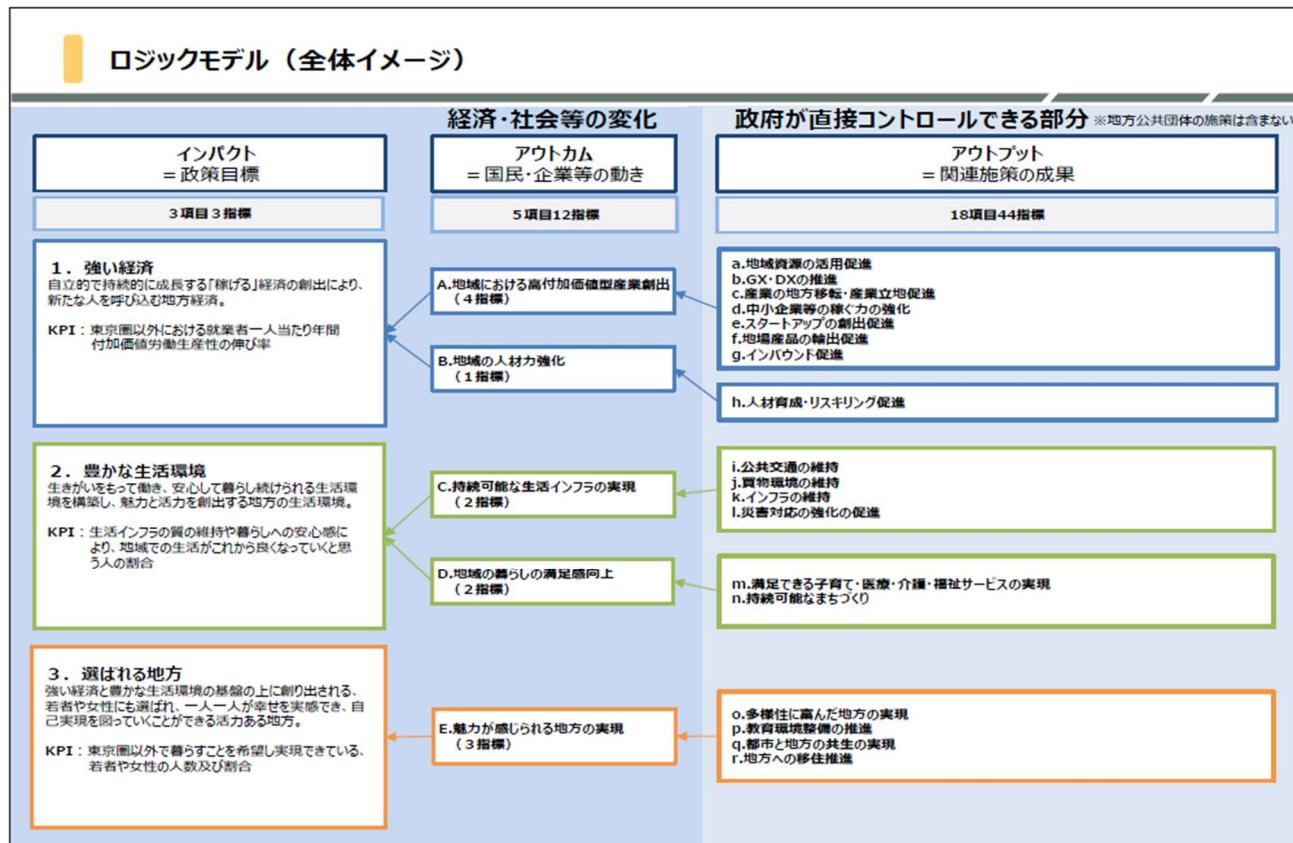 ロジックモデル（全体イメージ）
経済・社会等の変化
政府が直接コントロールできる部分 ※地方公共団体の施策は含まない
インパクト
＝政策目標
アウトカム
＝国民・企業等の動き
アウトプット
＝関連施策の成果
3項目3指標
5項目12指標
18項目44指標
1．強い経済
自立的で持続的に成長する「稼げる」経済の創出により、
新たな人を呼び込む地方経済。
KPI：東京圏以外における就業者一人当たり年間
付加価値労働生産性の伸び率
A.地域における高付加価値型産業創出
（4指標）
B.地域の人材力強化
（1指標）
a.地域資源の活用促進
b.GX・DXの推進
c.産業の地方移転・産業立地促進
d.中小企業等の稼ぐ力の強化
e.スタートアップの創出促進
f.地場産品の輸出促進
g.インバウンド促進
h.人材育成・リスキリング促進
2．豊かな生活環境
生きがいをもって働き、安心して暮らし続けられる生活環
境を構築し、魅力と活力を創出する地方の生活環境。
KPI：生活インフラの質の維持や暮らしへの安心感に
より、地域での生活がこれから良くなっていくと思
う人の割合
C.持続可能な生活インフラの実現
（2指標）
D.地域の暮らしの満足感向上
（2指標）
i.公共交通の維持
j.買物環境の維持
k.インフラの維持
l.災害対応の強化の促進
m.満足できる子育て・医療・介護・福祉サービスの実現
n.持続可能なまちづくり
3．選ばれる地方
強い経済と豊かな生活環境の基盤の上に創り出される、
若者や女性にも選ばれ、一人一人が幸せを実感でき、自
己実現を図っていくことができる活力ある地方。
KPI：東京圏以外で暮らすことを希望し実現できている、
若者や女性の人数及び割合
E.魅力が感じられる地方の実現
（3指標）
o.多様住に富んだ地方の実現
p.教育環境整備の推進
q.都市と地方の共生の実現
r.地方への移住推進